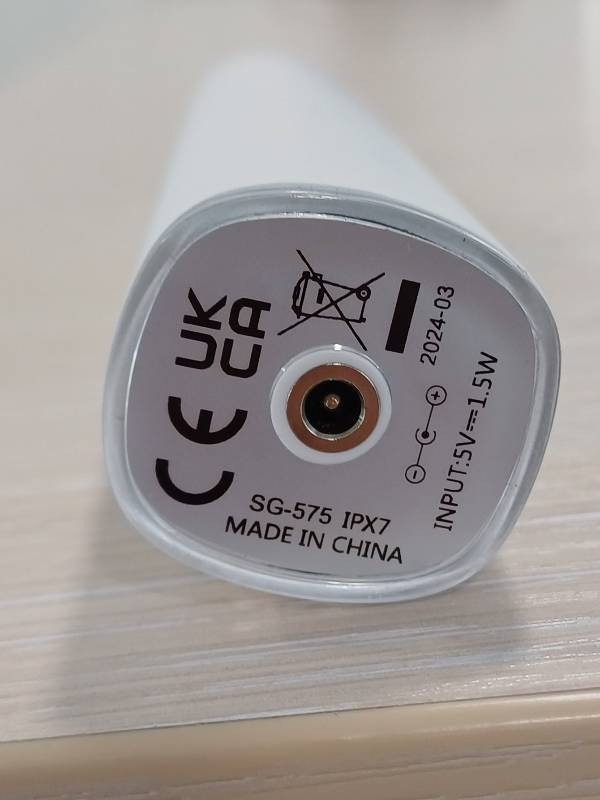 UK
CA
CE
2024-03
INPUT:5V⎓1.5W
SG-575 IPX7
MADE IN CHINA